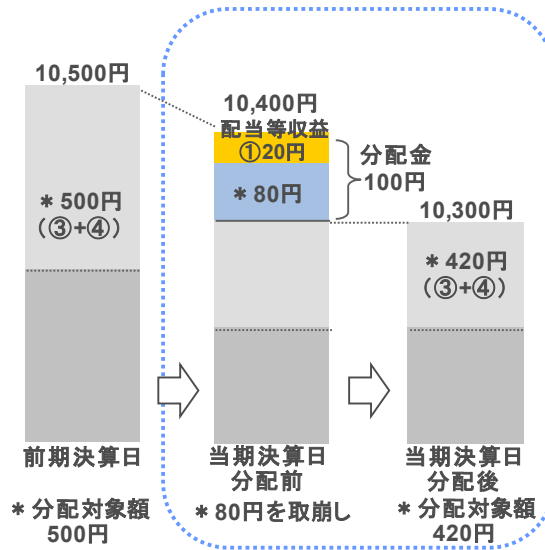 10,500円
＊500円
（③+④）
前期決算日
＊分配対象額
500円
10,400円
配当等収益
①20円
＊80円
分配金
100円
当期決算日
分配前
＊80円を取崩し
10,300円
＊420円
（③+④）
当期決算日
分配後
＊分配対象額
420円